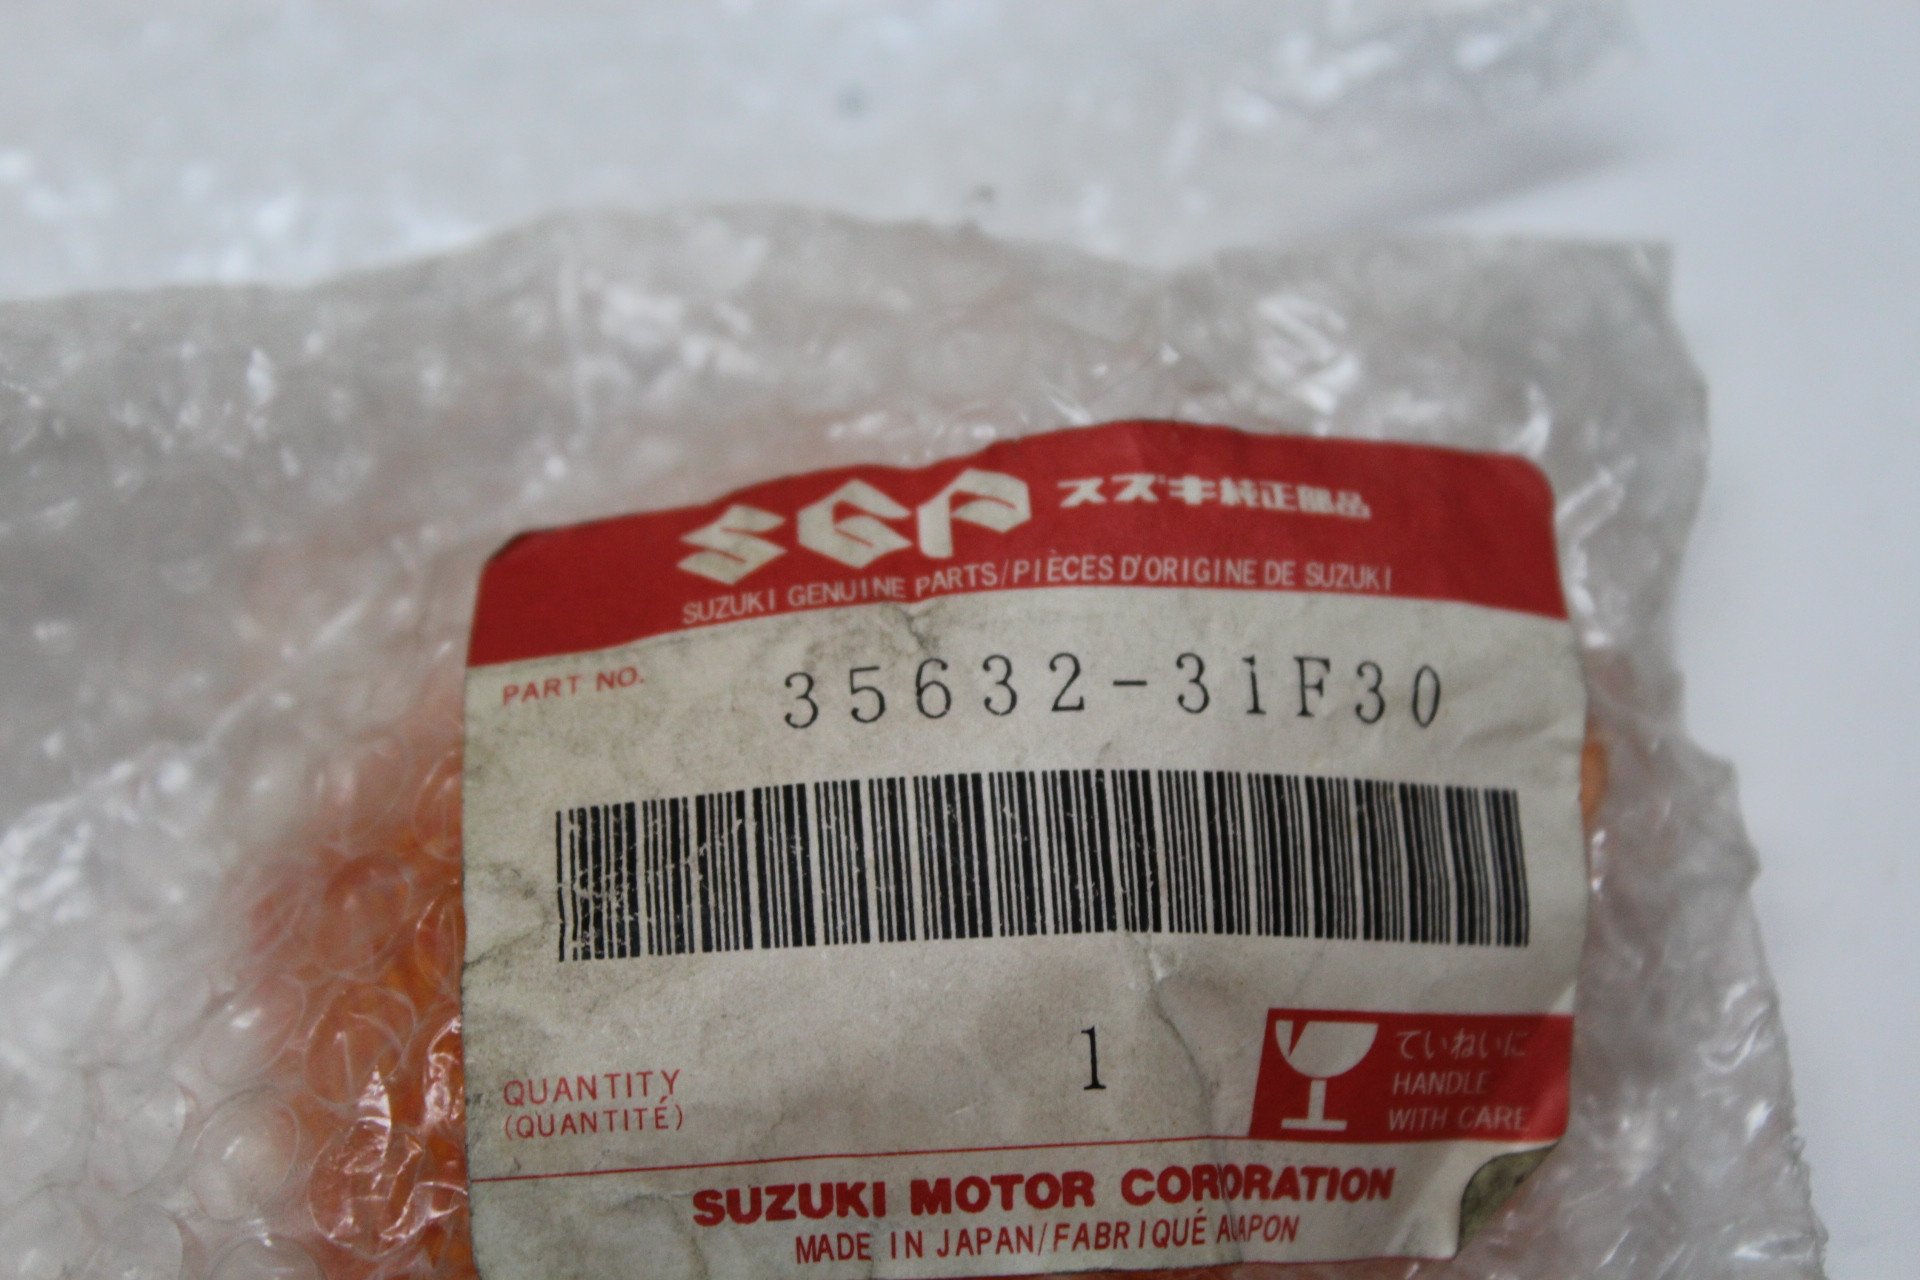 SGP スズキ純正部品
SUZUKI GENUINE PARTS/PIÈCES D'ORIGINE DE SUZUKI
PART NO. 35632-31F30
QUANTITY 1
(QUANTITÉ)
ていねいに
HANDLE
WITH CARE
SUZUKI MOTOR CORPORATION
MADE IN JAPAN/FABRIQUÉ AU JAPON